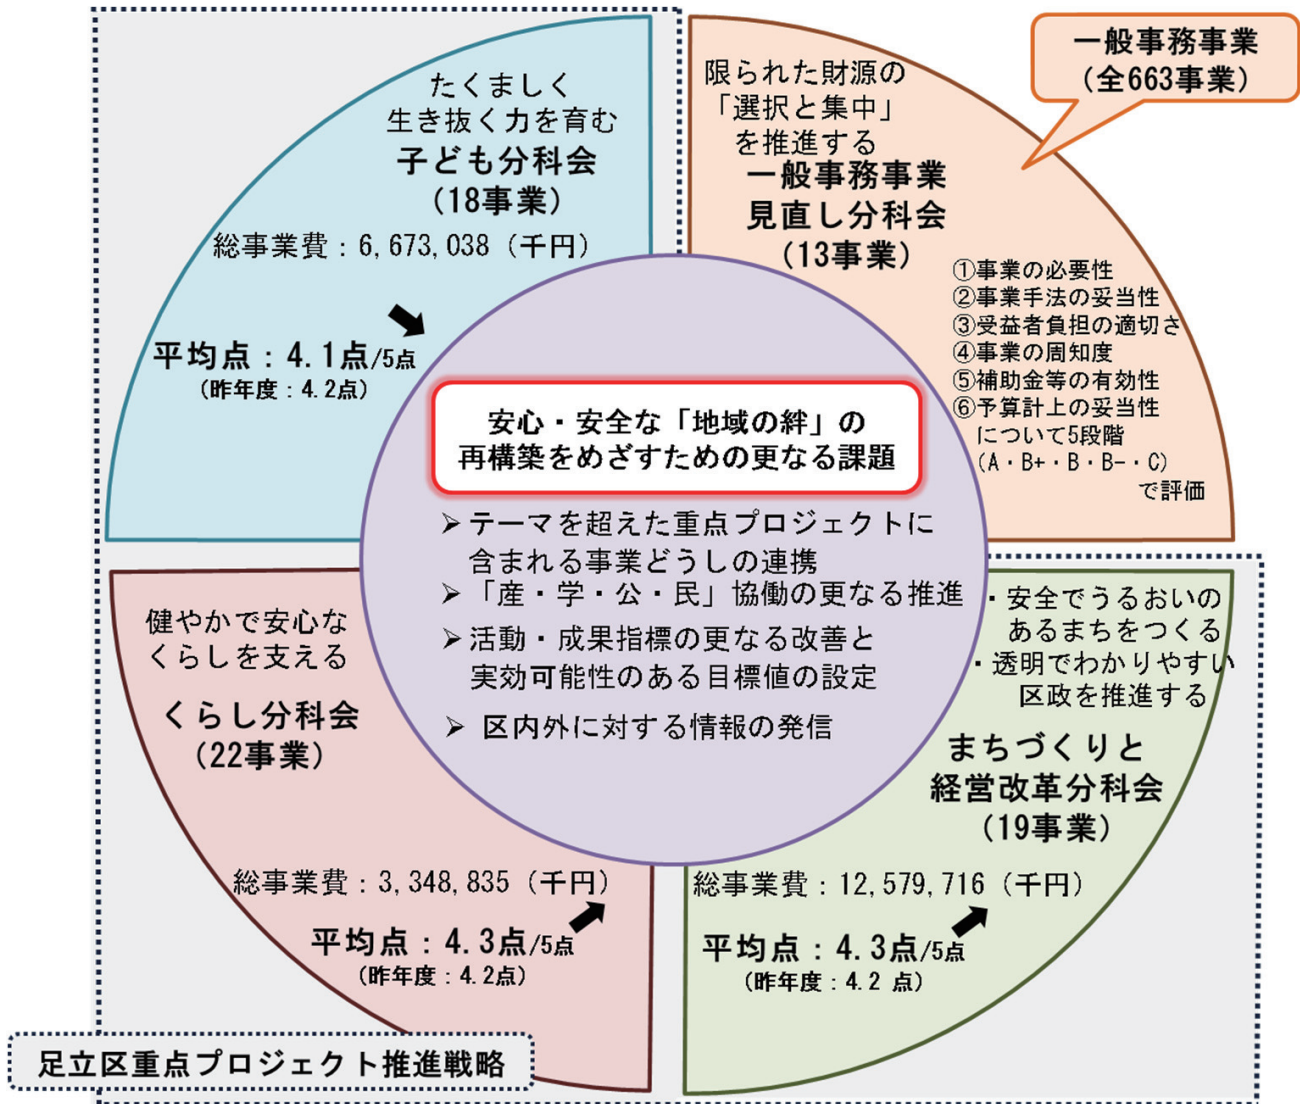 たくましく
生き抜く力を育む
子ども分科会
(18事業)
総事業費：6,673,038（千円）
平均点：4.1点/5点
(昨年度：4.2点)
一般事務事業
(全663事業)
限られた財源の
「選択と集中」
を推進する
一般事務事業
見直し分科会
(13事業)
①事業の必要性
②事業手法の妥当性
③受益者負担の適切さ
④事業の周知度
⑤補助金等の有効性
⑥予算計上の妥当性
について5段階
(A・B+・B・B-・C)
で評価
安心・安全な「地域の絆」の
再構築をめざすための更なる課題
➢ テーマを超えた重点プロジェクトに
含まれる事業どうしの連携
➢ 「産・学・公・民」協働の更なる推進
➢ 活動・成果指標の更なる改善と
実効可能性のある目標値の設定
➢ 区内外に対する情報の発信
健やかで安心な
くらしを支える
くらし分科会
(22事業)
総事業費：3,348,835（千円）
平均点：4.3点/5点
(昨年度：4.2点)
・安全でうるおいの
あるまちをつくる
・透明でわかりやすい
区政を推進する
まちづくりと
経営改革分科会
(19事業)
総事業費：12,579,716（千円）
平均点：4.3点/5点
(昨年度：4.2 点)
足立区重点プロジェクト推進戦略